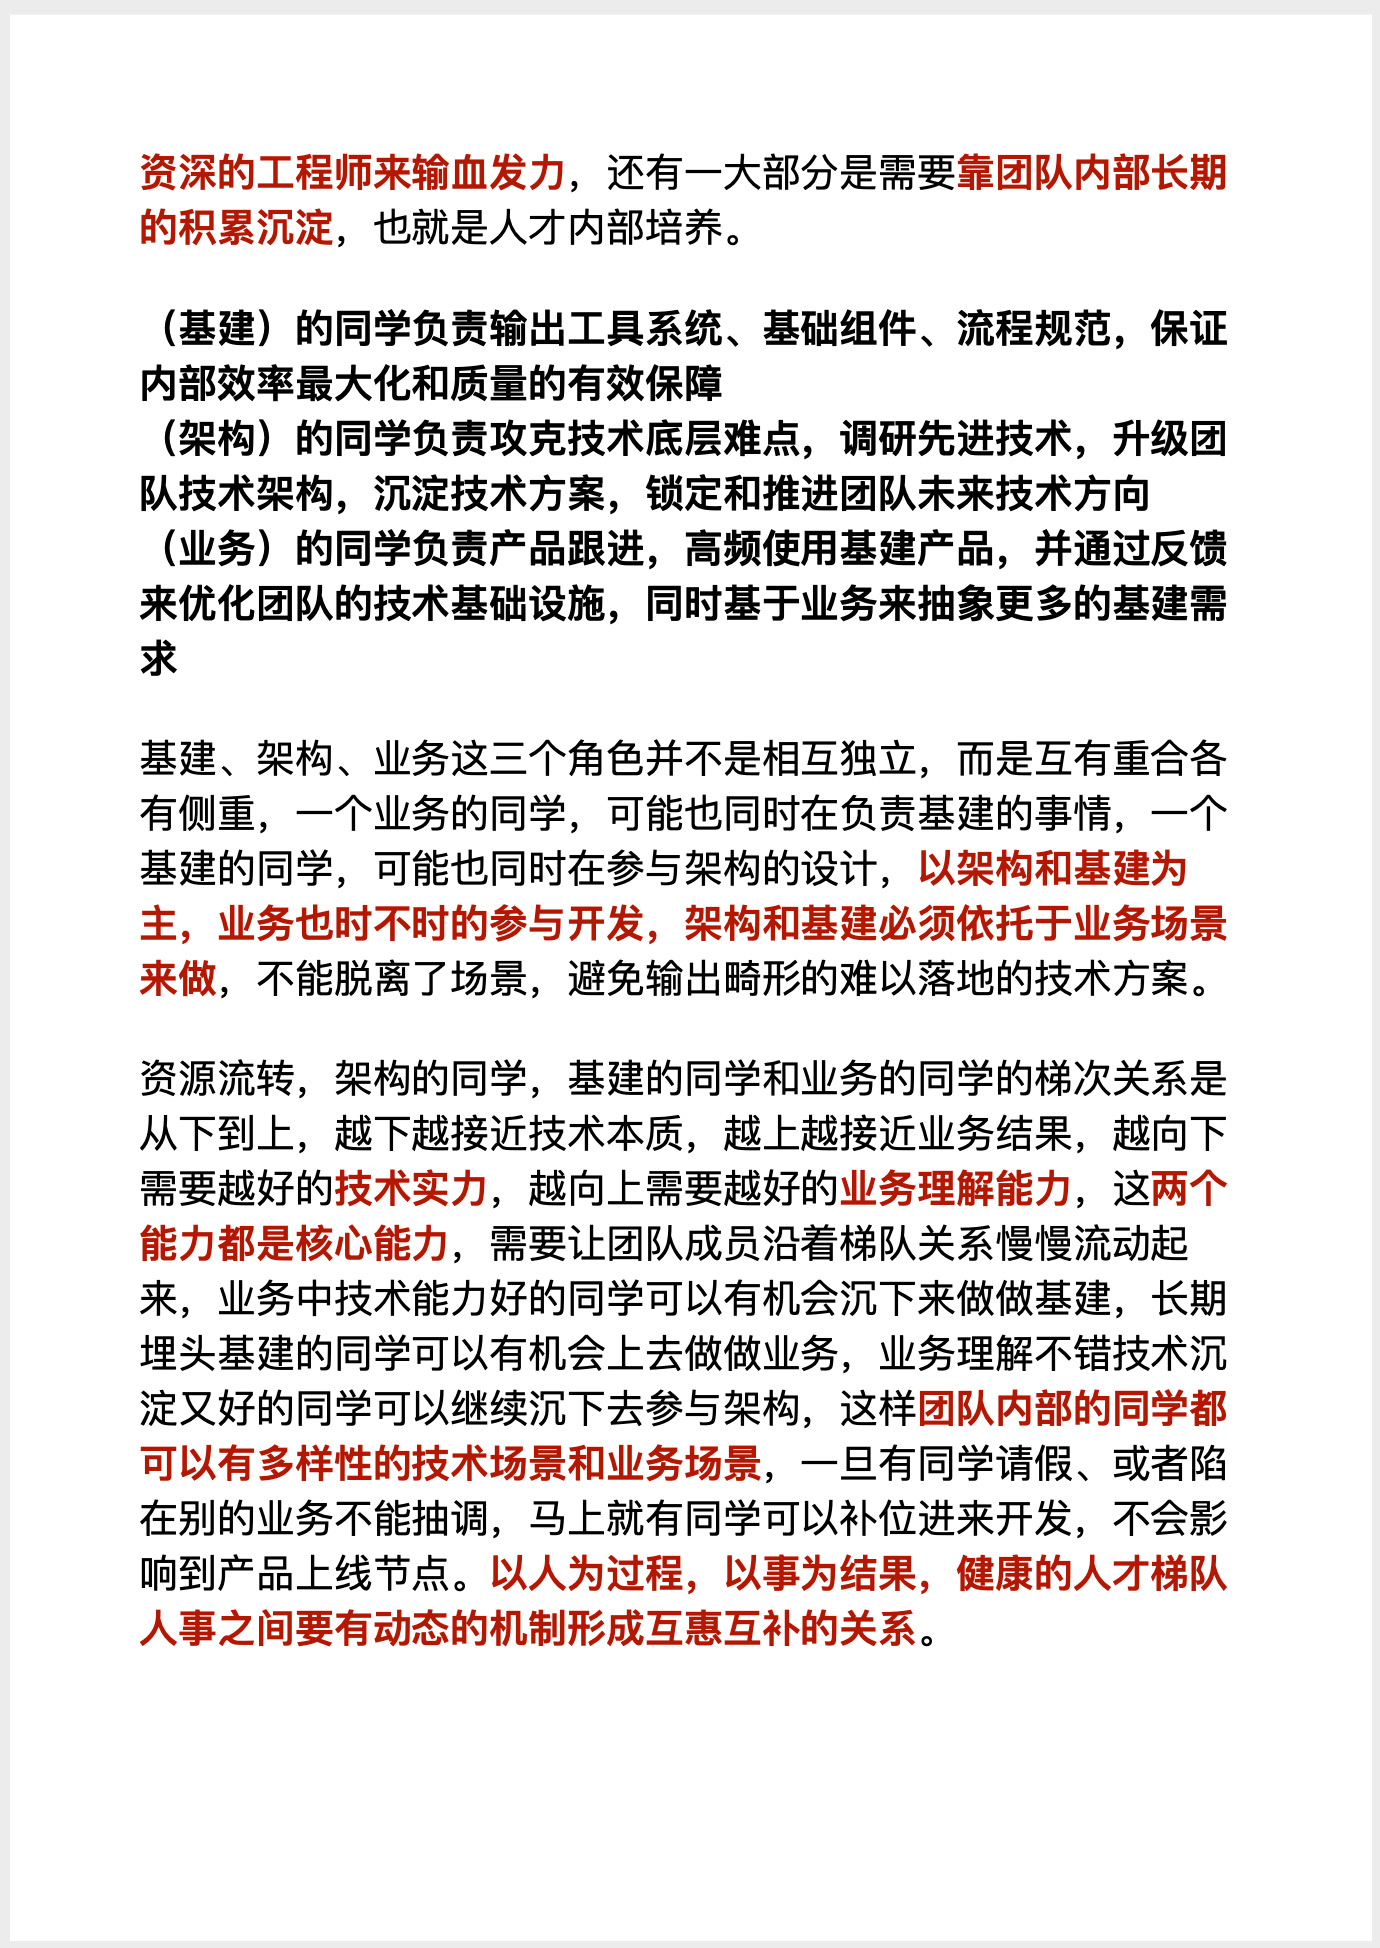 资深的工程师来输血发力，还有一大部分是需要靠团队内部长期
的积累沉淀，也就是人才内部培养。
（基建）的同学负责输出工具系统、基础组件、流程规范，保证
内部效率最大化和质量的有效保障
（架构）的同学负责攻克技术底层难点，调研先进技术，升级团
队技术架构，沉淀技术方案，锁定和推进团队未来技术方向
（业务）的同学负责产品跟进，高频使用基建产品，并通过反馈
来优化团队的技术基础设施，同时基于业务来抽象更多的基建需
求
基建、架构、业务这三个角色并不是相互独立，而是互有重合各
有侧重，一个业务的同学，可能也同时在负责基建的事情，一个
基建的同学，可能也同时在参与架构的设计，以架构和基建为
主，业务也时不时的参与开发，架构和基建必须依托于业务场景
来做，不能脱离了场景，避免输出畸形的难以落地的技术方案。
资源流转，架构的同学，基建的同学和业务的同学的梯次关系是
从下到上，越下越接近技术本质，越上越接近业务结果，越向下
需要越好的技术实力，越向上需要越好的业务理解能力，这两个
能力都是核心能力，需要让团队成员沿着梯队关系慢慢流动起
来，业务中技术能力好的同学可以有机会沉下来做做基建，长期
埋头基建的同学可以有机会上去做做业务，业务理解不错技术沉
淀又好的同学可以继续沉下去参与架构，这样团队内部的同学都
可以有多样性的技术场景和业务场景，一旦有同学请假、或者陷
在别的业务不能抽调，马上就有同学可以补位进来开发，不会影
响到产品上线节点。以人为过程，以事为结果，健康的人才梯队
人事之间要有动态的机制形成互惠互补的关系。